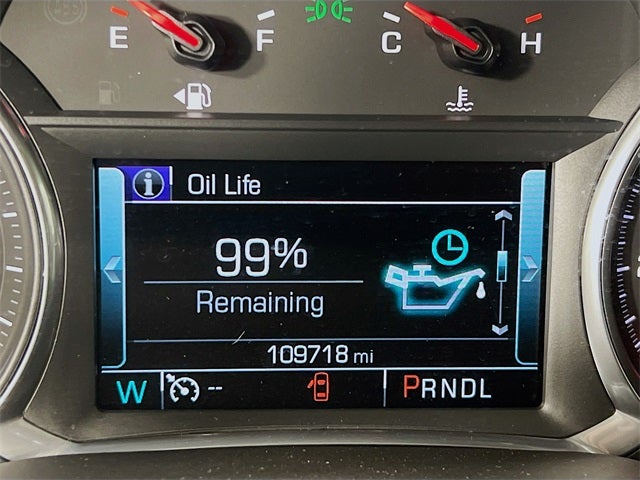 E F C H
Oil Life
99%
Remaining
109718 mi
W -- PRNDL